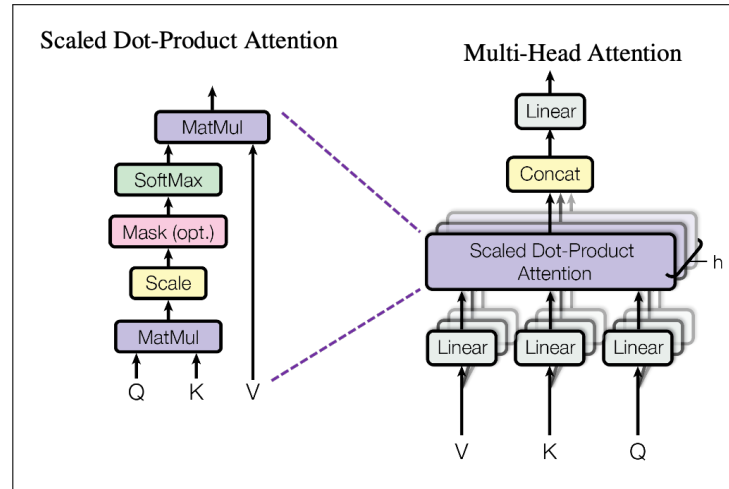 Scaled Dot-Product Attention
MatMul
SoftMax
Mask (opt.)
Scale
MatMul
Q K V
Multi-Head Attention
Linear
Concat
Scaled Dot-Product
Attention
h
Linear Linear Linear
V K Q